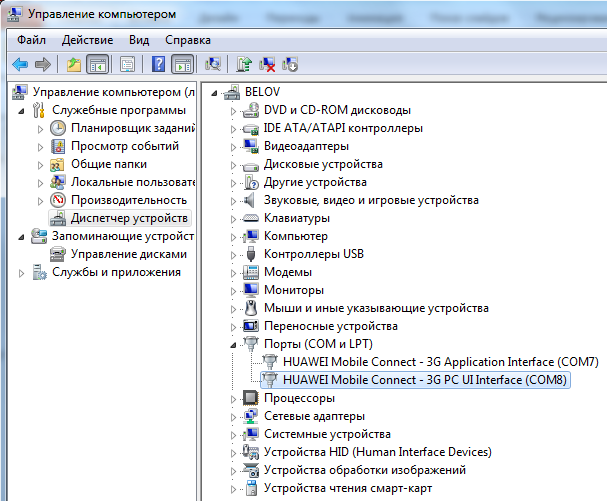 Управление компьютером
Файл Действие Вид Справка
Управление компьютером (л
Служебные программы
Планировщик заданий
Просмотр событий
Общие папки
Локальные пользовате
Производительность
Диспетчер устройств
Запоминающие устройст
Управление дисками
Службы и приложения
BELOV
DVD и CD-ROM дисководы
IDE ATA/ATAPI контроллеры
Видеоадаптеры
Дисковые устройства
Другие устройства
Звуковые, видео и игровые устройства
Клавиатуры
Компьютер
Контроллеры USB
Модемы
Мониторы
Мыши и иные указывающие устройства
Переносные устройства
Порты (COM и LPT)
HUAWEI Mobile Connect - 3G Application Interface (COM7)
HUAWEI Mobile Connect - 3G PC UI Interface (COM8)
Процессоры
Сетевые адаптеры
Системные устройства
Устройства HID (Human Interface Devices)
Устройства обработки изображений
Устройства чтения смарт-карт